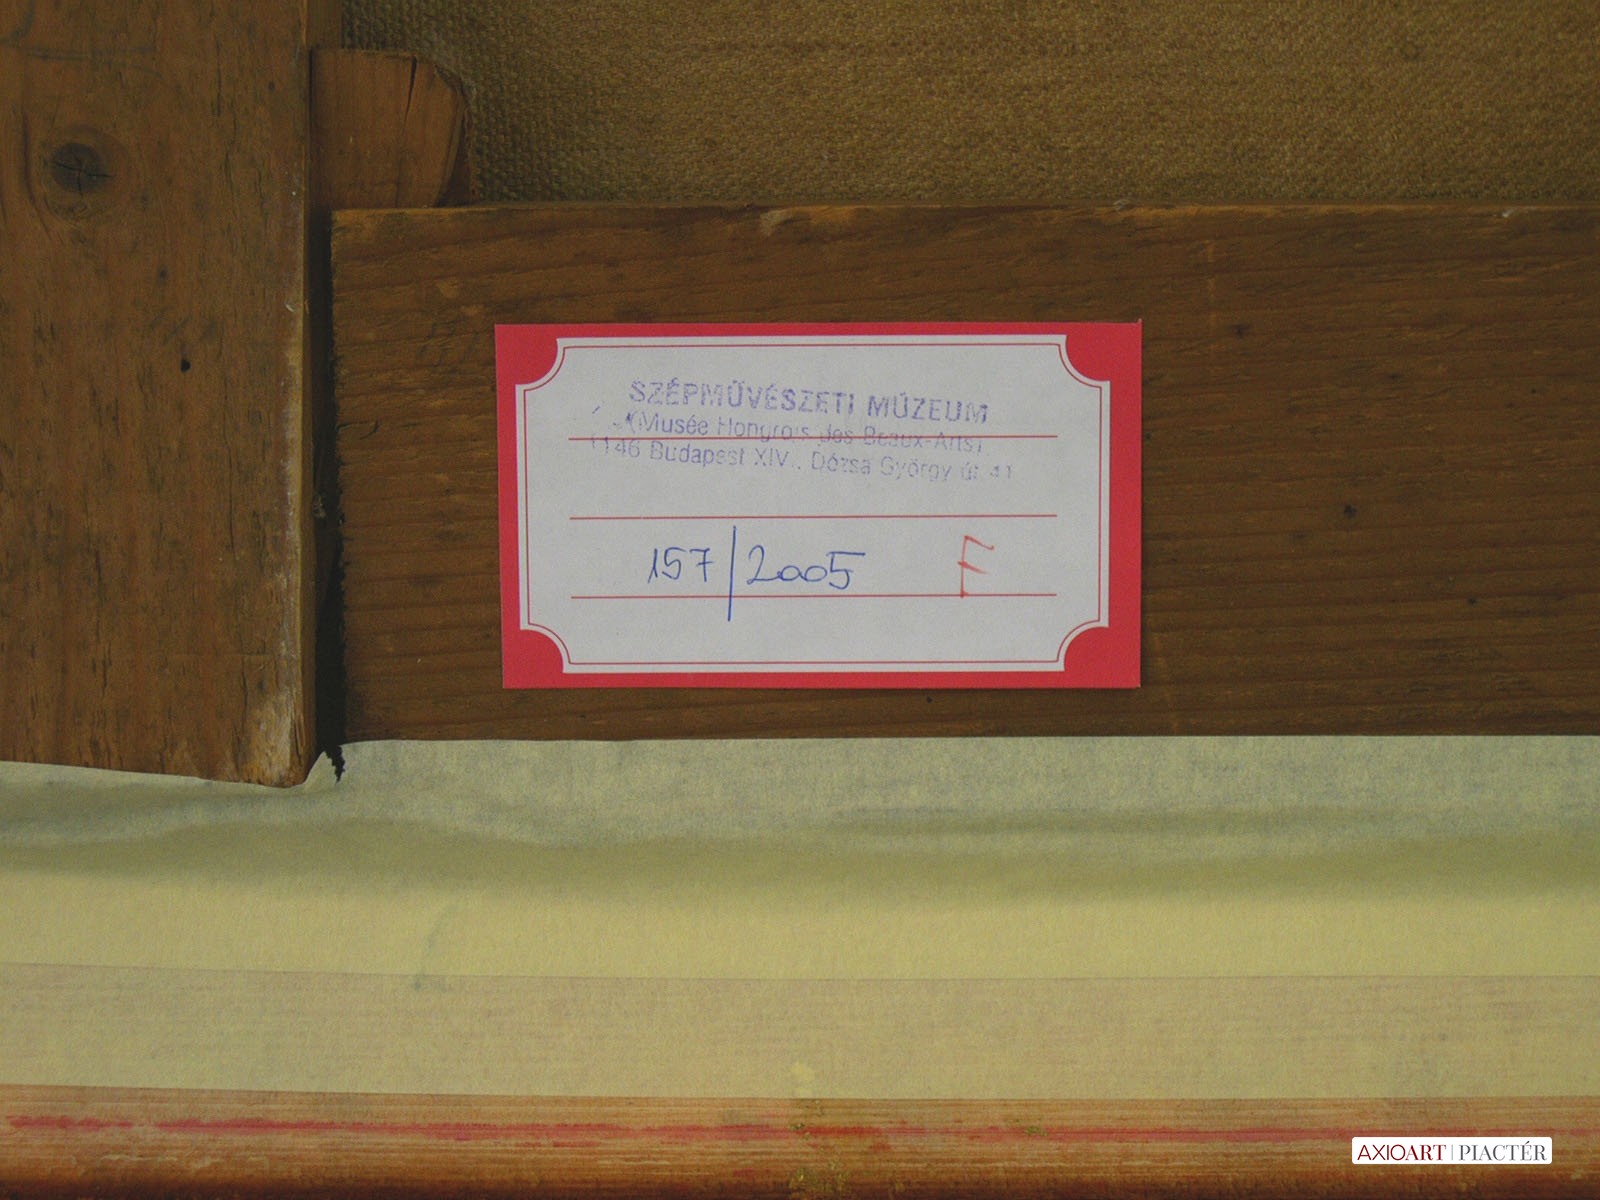 SZÉPMŰVÉSZETI MÚZEUM
(Musée Hongrois des Beaux-Arts)
1146 Budapest XIV., Dózsa György út 41
157/2005 F
AXIOART | PIACTÉR